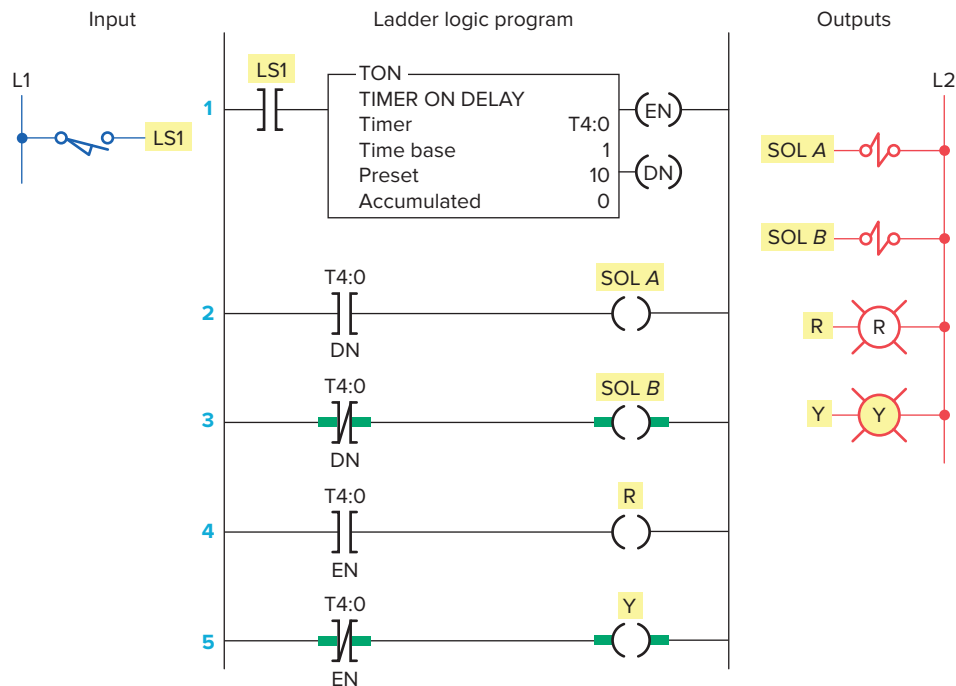 Input
Ladder logic program
Outputs
L1
LS1
1
LS1
TON
TIMER ON DELAY
Timer T4:0
Time base 1
Preset 10
Accumulated 0
EN
DN
L2
SOL A
SOL B
R R
Y Y
2
T4:0
DN
SOL A
3
T4:0
DN
SOL B
4
T4:0
EN
R
5
T4:0
EN
Y